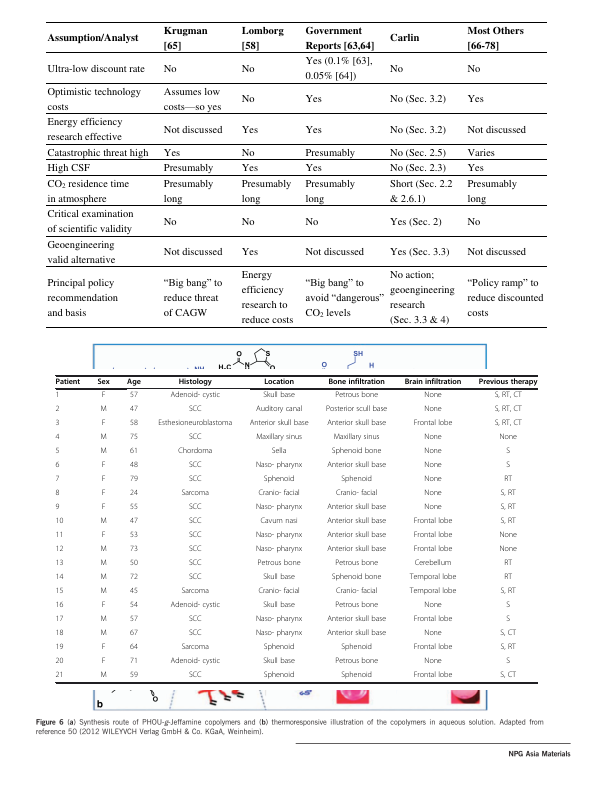 Assumption/Analyst Krugman [65] Lomborg [58] Government Reports [63,64] Carlin Most Others [66-78]
Ultra-low discount rate No No Yes (0.1% [63], 0.05% [64]) No No
Optimistic technology costs Assumes low costs—so yes No Yes No (Sec. 3.2) Yes
Energy efficiency research effective Not discussed Yes Yes No (Sec. 3.2) Not discussed
Catastrophic threat high Yes No Presumably No (Sec. 2.5) Varies
High CSF Presumably Yes Yes No (Sec. 2.3) Yes
CO₂ residence time in atmosphere Presumably long Presumably long Presumably long Short (Sec. 2.2 & 2.6.1) Presumably long
Critical examination of scientific validity No No No Yes (Sec. 2) No
Geoengineering valid alternative Not discussed Yes Not discussed Yes (Sec. 3.3) Not discussed
Principal policy recommendation and basis “Big bang” to reduce threat of CAGW Energy efficiency research to reduce costs “Big bang” to avoid “dangerous” CO₂ levels No action; geoengineering research (Sec. 3.3 & 4) “Policy ramp” to reduce discounted costs
O S SH
H₃C N O H
Patient Sex Age Histology Location Bone infiltration Brain infiltration Previous therapy
1 F 57 Adenoid- cystic Skull base Petrous bone None S, RT, CT
2 M 47 SCC Auditory canal Posterior scull base None S, RT, CT
3 F 58 Esthesioneuroblastoma Anterior skull base Anterior skull base Frontal lobe S, RT, CT
4 M 75 SCC Maxillary sinus Maxillary sinus None None
5 M 61 Chordoma Sella Sphenoid bone None S
6 F 48 SCC Naso- pharynx Anterior skull base None S
7 F 79 SCC Sphenoid Sphenoid None RT
8 F 24 Sarcoma Cranio- facial Cranio- facial None S, RT
9 F 55 SCC Naso- pharynx Anterior skull base None S, RT
10 M 47 SCC Cavum nasi Anterior skull base Frontal lobe S, RT
11 F 53 SCC Naso- pharynx Anterior skull base Frontal lobe None
12 M 73 SCC Naso- pharynx Anterior skull base Frontal lobe None
13 M 50 SCC Petrous bone Petrous bone Cerebellum RT
14 M 72 SCC Skull base Sphenoid bone Temporal lobe RT
15 M 45 Sarcoma Cranio- facial Cranio- facial Temporal lobe S, RT
16 F 54 Adenoid- cystic Skull base Petrous bone None S
17 M 57 SCC Naso- pharynx Anterior skull base Frontal lobe S
18 M 67 SCC Naso- pharynx Anterior skull base None S, CT
19 F 64 Sarcoma Sphenoid Sphenoid Frontal lobe S, RT
20 F 71 Adenoid- cystic Skull base Petrous bone None S
21 M 59 SCC Sphenoid Sphenoid Frontal lobe S, CT
b
Figure 6 (a) Synthesis route of PHOU-g-Jeffamine copolymers and (b) thermoresponsive illustration of the copolymers in aqueous solution. Adapted from
reference 50 (2012 WILEYVCH Verlag GmbH & Co. KGaA, Weinheim).
NPG Asia Materials